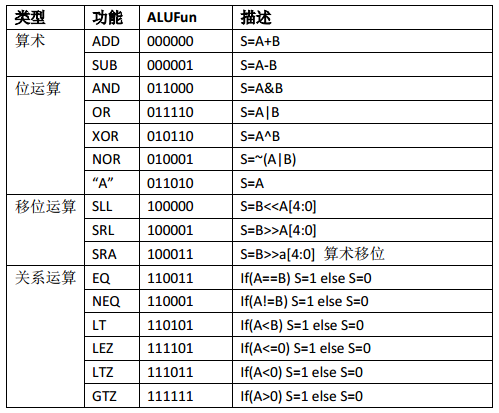 类型 功能 ALUFun 描述
算术 ADD 000000 S=A+B
SUB 000001 S=A-B
位运算 AND 011000 S=A&B
OR 011110 S=A|B
XOR 010110 S=A^B
NOR 010001 S=~(A|B)
“A” 011010 S=A
移位运算 SLL 100000 S=B<<A[4:0]
SRL 100001 S=B>>A[4:0]
SRA 100011 S=B>>a[4:0] 算术移位
关系运算 EQ 110011 If(A==B) S=1 else S=0
NEQ 110001 If(A!=B) S=1 else S=0
LT 110101 If(A<B) S=1 else S=0
LEZ 111101 If(A<=0) S=1 else S=0
LTZ 111011 If(A<0) S=1 else S=0
GTZ 111111 If(A>0) S=1 else S=0